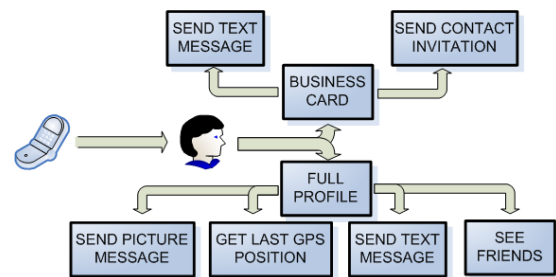 SEND TEXT
MESSAGE
SEND CONTACT
INVITATION
BUSINESS
CARD
FULL
PROFILE
SEND PICTURE
MESSAGE
GET LAST GPS
POSITION
SEND TEXT
MESSAGE
SEE
FRIENDS